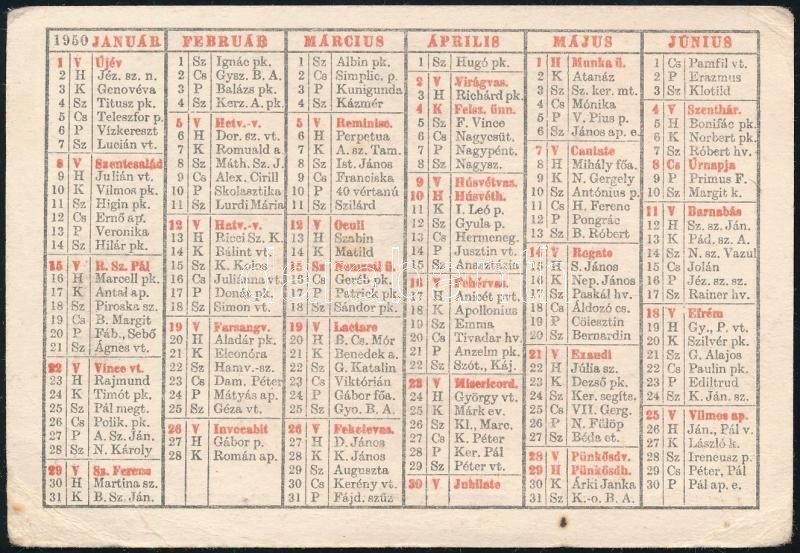 1950 JANUÁR
1 V Újév
2 H Jéz. sz. n.
3 K Genovéva
4 Sz Titusz pk.
5 Cs Teleszfor p.
6 P Vízkereszt
7 Sz Lucián vt.
8 V Szentcsalád
9 H Julián vt.
10 K Vilmos pk.
11 Sz Higin pk.
12 Cs Ernő ap.
13 P Veronika
14 Sz Hilár pk.
15 V R. Sz. Pál
16 H Marcell pk.
17 K Antal ap.
18 Sz Piroska sz.
19 Cs B. Margit
20 P Fáb., Sebő
21 Sz Ágnes vt.
22 V Vince vt.
23 H Rajmund
24 K Timót pk.
25 Sz Pál megt.
26 Cs Polik. pk.
27 P A. Sz. Ján.
28 Sz N. Károly
29 V Sz. Ferenc
30 H Martina sz.
31 K B. Sz. Ján.
FEBRUÁR
1 Sz Ignác pk.
2 Cs Gysz. B. A.
3 P Balázs pk.
4 Sz Kerz. A. pk.
5 V Hetv.-v.
6 H Dor. sz. vt.
7 K Romuald a.
8 Sz Máth. Sz. J.
9 Cs Alex. Cirill
10 P Skolasztika
11 Sz Lurdi Mária
12 V Hatv.-v.
13 H Ricci Sz. K.
14 K Bálint vt.
15 Sz K. Kolos
16 Cs Juliánna vt.
17 P Donát pk.
18 Sz Simon vt.
19 V Farsangv.
20 H Aladár pk.
21 K Eleonóra
22 Sz Hamv.-sz.
23 Cs Dam. Péter
24 P Mátyás ap.
25 Sz Géza vt.
26 V Invocabit
27 H Gábor p.
28 K Román ap.
MÁRCIUS
1 Sz Albin pk.
2 Cs Simplic. p.
3 P Kunigunda
4 Sz Kázmér
5 V Reminisc.
6 H Perpetua
7 K A. sz. Tam.
8 Sz Ist. János
9 Cs Franciska
10 P 40 vértanú
11 Sz Szilárd
12 V Oculi
13 H Szabin
14 K Matild
15 Sz Nemzeti ü.
16 Cs Geréb pk.
17 P Patrick pk.
18 Sz Sándor pk.
19 V Laetare
20 H B. Cs. Mór
21 K Benedek a.
22 Sz G. Katalin
23 Cs Viktórián
24 P Gábor főa.
25 Sz Gyo. B. A.
26 V Feketevas.
27 H D. János
28 K K. János
29 Sz Auguszta
30 Cs Kerény vt.
31 P Fájd. szűz
ÁPRILIS
1 Sz Hugó pk.
2 V Virágvas.
3 H Richárd pk.
4 K Felsz. ünn.
5 Sz F. Vince
6 Cs Nagycsüt.
7 P Nagypént.
8 Sz Nagysz.
9 V Húsvétvas.
10 H Húsvéth.
11 K I. Leó p.
12 Sz Gyula p.
13 Cs Hermeneg.
14 P Jusztin vt.
15 Sz Anasztázia
16 V Fehérvas.
17 H Anicét pvt.
18 K Apollonius
19 Sz Emma
20 Cs Tivadar hv.
21 P Anzelm pk.
22 Sz Szót., Káj.
23 V Misericord.
24 H György vt.
25 K Márk ev.
26 Sz Kl., Marc.
27 Cs K. Péter
28 P Ker. Pál
29 Sz Péter vt.
30 V Jubilate
MÁJUS
1 H Munka ü.
2 K Atanáz
3 Sz Sz. ker. mt.
4 Cs Mónika
5 P V. Pius p.
6 Sz János ap. e.
7 V Cantate
8 H Mihály főa.
9 K N. Gergely
10 Sz Antónius p.
11 Cs H. Ferenc
12 P Pongrác
13 Sz B. Róbert
14 V Rogate
15 H S. János
16 K Nep. János
17 Sz Paskál hv.
18 Cs Áldozó cs.
19 P Cölesztin
20 Sz Bernardin
21 V Exaudi
22 H Júlia sz.
23 K Dezső pk.
24 Sz Ker. segíts.
25 Cs VII. Gerg.
26 P N. Fülöp
27 Sz Béda et.
28 V Pünkösdv.
29 H Pünkösdh.
30 K Árki Janka
31 Sz K.-o. B. A.
JÚNIUS
1 Cs Pamfil vt.
2 P Erazmus
3 Sz Klotild
4 V Szenthár.
5 H Bonifác pk.
6 K Norbert pk.
7 Sz Róbert hv.
8 Cs Úrnapja
9 P Primus F.
10 Sz Margit k.
11 V Barnabás
12 H Sz. sz. Ján.
13 K Pád. sz. A.
14 Sz N. sz. Vazul
15 Cs Jolán
16 P Jéz. sz. sz.
17 Sz Rainer hv.
18 V Efrém
19 H Gy., P. vt.
20 K Szilvér pk.
21 Sz G. Alajos
22 Cs Paulin pk.
23 P Ediltrud
24 Sz K. Ján. sz.
25 V Vilmos ap.
26 H Ján., Pál v.
27 K László k.
28 Sz Ireneusz p.
29 Cs Péter, Pál
30 P Pál ap. e.